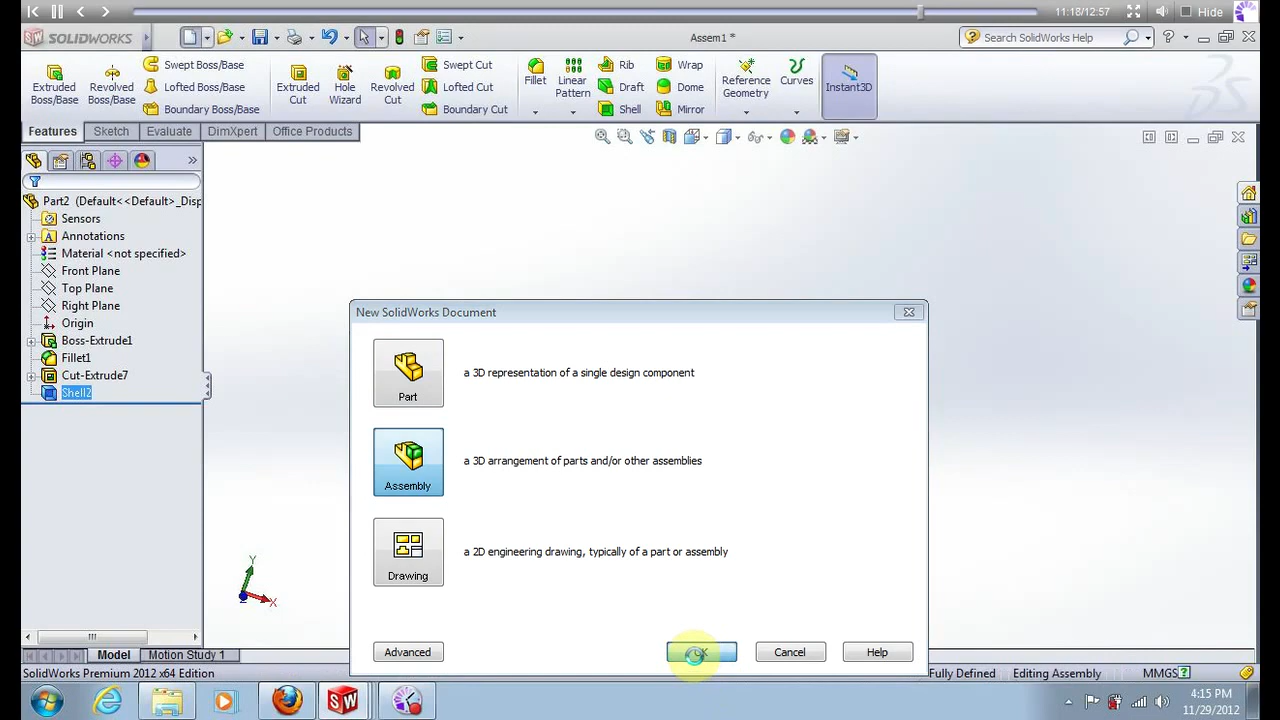 11:18/12:57
Hide
SOLIDWORKS
Assem1 *
Search SolidWorks Help
Extruded Boss/Base
Revolved Boss/Base
Swept Boss/Base
Lofted Boss/Base
Boundary Boss/Base
Extruded Cut
Hole Wizard
Revolved Cut
Swept Cut
Lofted Cut
Boundary Cut
Fillet
Linear Pattern
Rib
Draft
Shell
Wrap
Dome
Mirror
Reference Geometry
Curves
Instant3D
Features
Sketch
Evaluate
DimXpert
Office Products
Part2 (Default<<Default>_Disp
Sensors
Annotations
Material <not specified>
Front Plane
Top Plane
Right Plane
Origin
Boss-Extrude1
Fillet1
Cut-Extrude7
Shell2
New SolidWorks Document
Part
a 3D representation of a single design component
Assembly
a 3D arrangement of parts and/or other assemblies
Drawing
a 2D engineering drawing, typically of a part or assembly
Advanced
Cancel
Help
Y
X
Z
Model
Motion Study 1
SolidWorks Premium 2012 x64 Edition
Fully Defined
Editing Assembly
MMGS
4:15 PM
11/29/2012